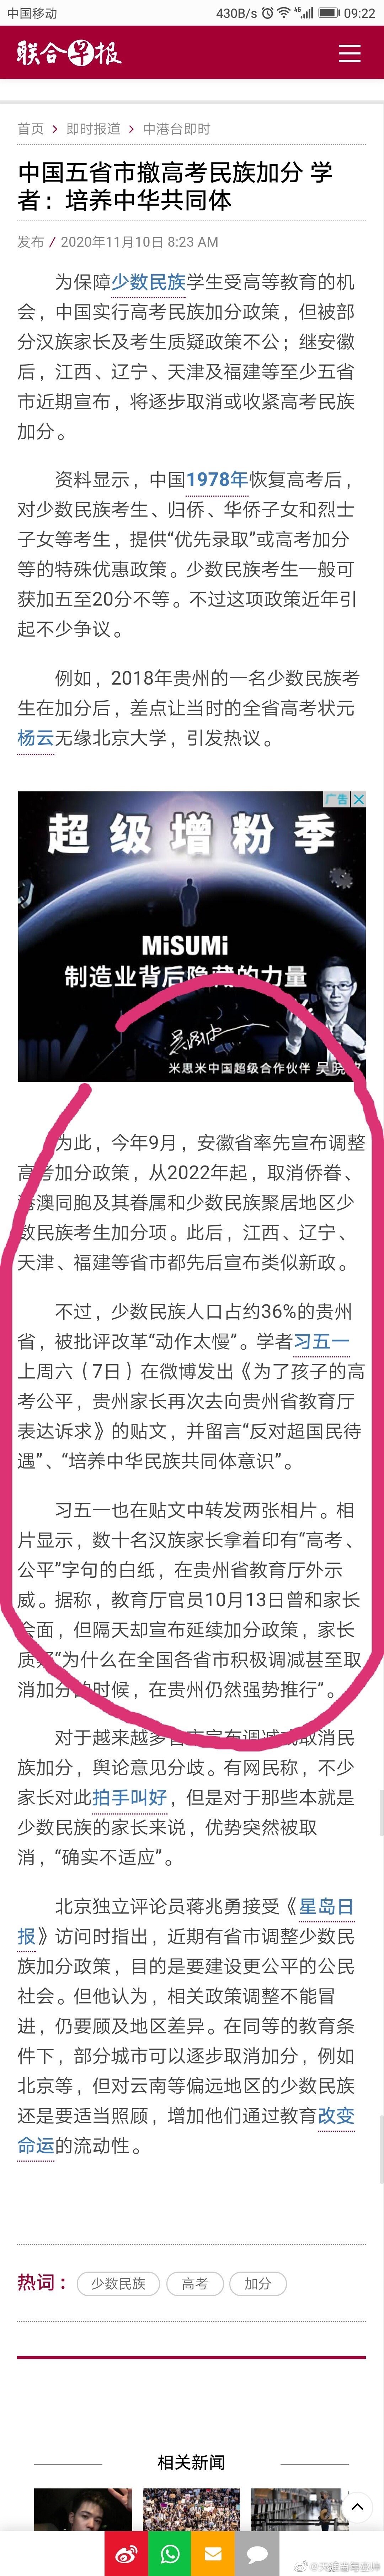 中国移动 430B/s 4G 09:22
联合早报
首页 > 即时报道 > 中港台即时
中国五省市撤高考民族加分 学
者：培养中华共同体
发布 / 2020年11月10日 8:23 AM
为保障少数民族学生受高等教育的机
会，中国实行高考民族加分政策，但被部
分汉族家长及考生质疑政策不公；继安徽
后，江西、辽宁、天津及福建等至少五省
市近期宣布，将逐步取消或收紧高考民族
加分。
资料显示，中国1978年恢复高考后，
对少数民族考生、归侨、华侨子女和烈士
子女等考生，提供“优先录取”或高考加分
等的特殊优惠政策。少数民族考生一般可
获加五至20分不等。不过这项政策近年引
起不少争议。
例如，2018年贵州的一名少数民族考
生在加分后，差点让当时的全省高考状元
杨云无缘北京大学，引发热议。
广告
超级增粉季
MiSUMi
制造业背后隐藏的力量
米思米中国超级合作伙伴 吴晓波
为此，今年9月，安徽省率先宣布调整
高考加分政策，从2022年起，取消侨眷、
港澳同胞及其眷属和少数民族聚居地区少
数民族考生加分项。此后，江西、辽宁、
天津、福建等省市都先后宣布类似新政。
不过，少数民族人口占约36%的贵州
省，被批评改革“动作太慢”。学者习五一
上周六（7日）在微博发出《为了孩子的高
考公平，贵州家长再次去向贵州省教育厅
表达诉求》的贴文，并留言“反对超国民待
遇”、“培养中华民族共同体意识”。
习五一也在贴文中转发两张相片。相
片显示，数十名汉族家长拿着印有“高考、
公平”字句的白纸，在贵州省教育厅外示
威。据称，教育厅官员10月13日曾和家长
会面，但隔天却宣布延续加分政策，家长
质疑“为什么在全国各省市积极调减甚至取
消加分的时候，在贵州仍然强势推行”。
对于越来越多省市宣布调减或取消民
族加分，舆论意见分歧。有网民称，不少
家长对此拍手叫好，但是对于那些本就是
少数民族的家长来说，优势突然被取
消，“确实不适应”。
北京独立评论员蒋兆勇接受《星岛日
报》访问时指出，近期有省市调整少数民
族加分政策，目的是要建设更公平的公民
社会。但他认为，相关政策调整不能冒
进，仍要顾及地区差异。在同等的教育条
件下，部分城市可以逐步取消加分，例如
北京等，但对云南等偏远地区的少数民族
还是要适当照顾，增加他们通过教育改变
命运的流动性。
热词： 少数民族 高考 加分
相关新闻